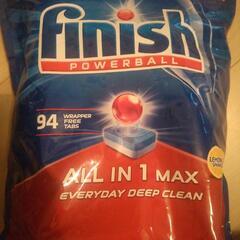 finish
POWERBALL
94 WRAPPER
FREE
TABS
ALL IN 1 MAX
EVERYDAY DEEP CLEAN
LEMON